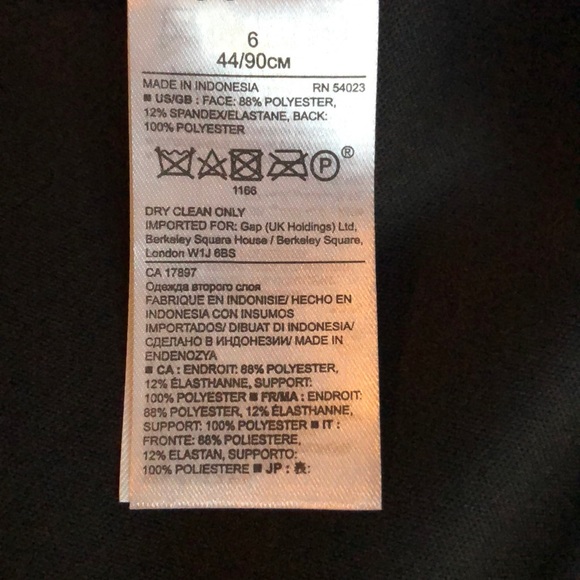 6
44/90CM
MADE IN INDONESIA RN 54023
■ US/GB : FACE: 88% POLYESTER,
12% SPANDEX/ELASTANE, BACK:
100% POLYESTER
P ®
1166
DRY CLEAN ONLY
IMPORTED FOR: Gap (UK Holdings) Ltd,
Berkeley Square House / Berkeley Square,
London W1J 6BS
CA 17897
Одежда второго слоя
FABRIQUE EN INDONISIE/ HECHO EN
INDONESIA CON INSUMOS
IMPORTADOS/ DIBUAT DI INDONESIA/
СДЕЛАНО В ИНДОНЕЗИИ/ MADE IN
ENDENOZYA
■ CA : ENDROIT: 88% POLYESTER,
12% ÉLASTHANNE, SUPPORT:
100% POLYESTER ■ FR/MA : ENDROIT:
88% POLYESTER, 12% ÉLASTHANNE,
SUPPORT: 100% POLYESTER ■ IT :
FRONTE: 88% POLIESTERE,
12% ELASTAN, SUPPORTO:
100% POLIESTERE ■ JP : 表: